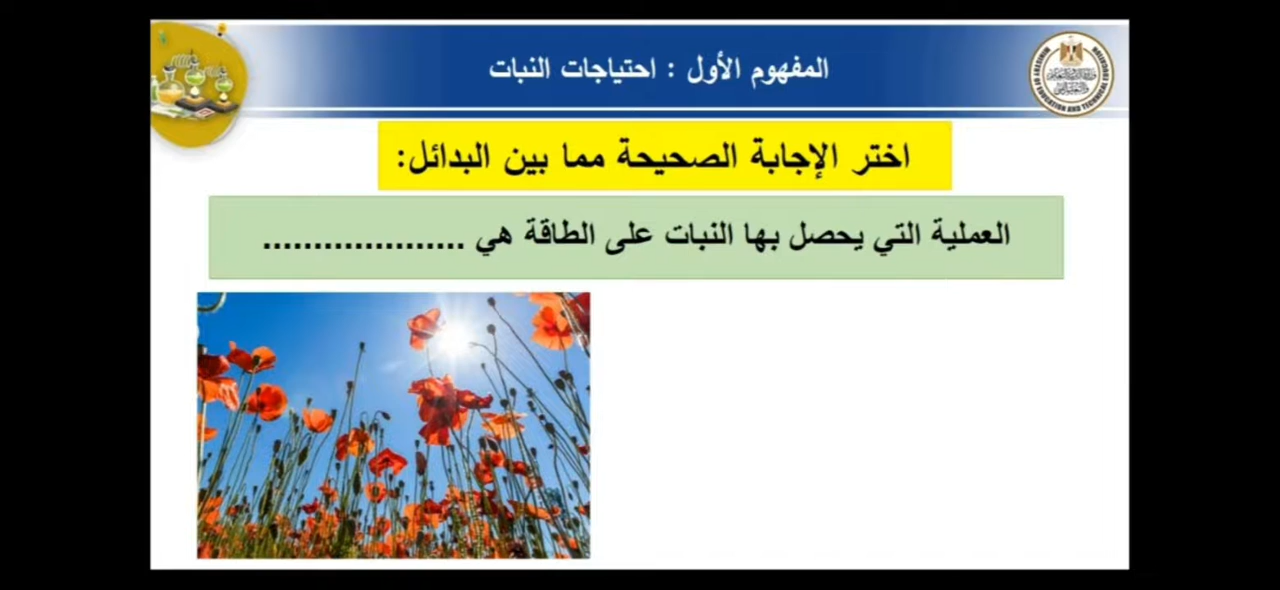 المفهوم الأول : احتياجات النبات
اختر الإجابة الصحيحة مما بين البدائل:
العملية التي يحصل بها النبات على الطاقة هي ....................